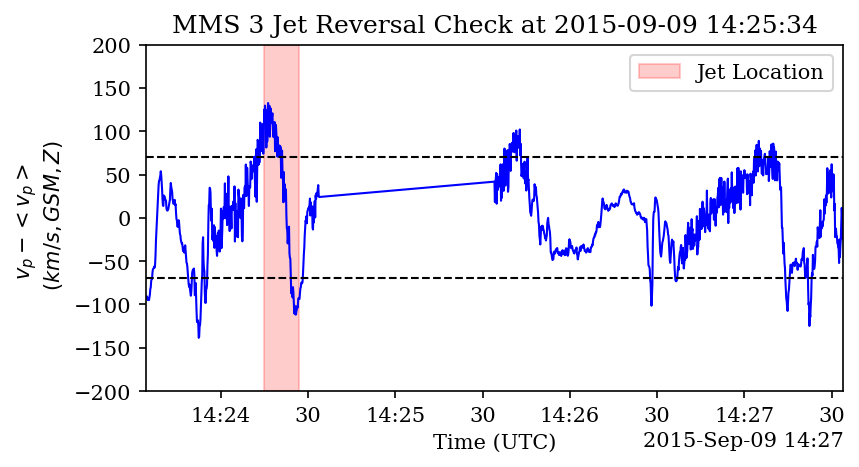 MMS 3 Jet Reversal Check at 2015-09-09 14:25:34
200
150
100
50
0
−50
−100
−150
−200
v_p − < v_p >
(km/s, GSM, Z)
Jet Location
14:24 30 14:25 30 14:26 30 14:27 30
Time (UTC)
2015-Sep-09 14:27